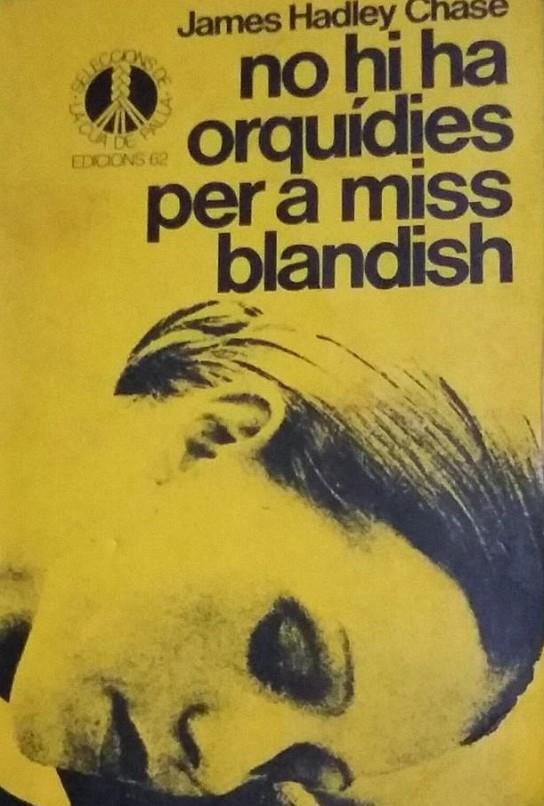 James Hadley Chase
no hi ha
orquídies
per a miss
blandish
SELECCIONS DE
LA CUA DE PALLA
EDICIONS 62